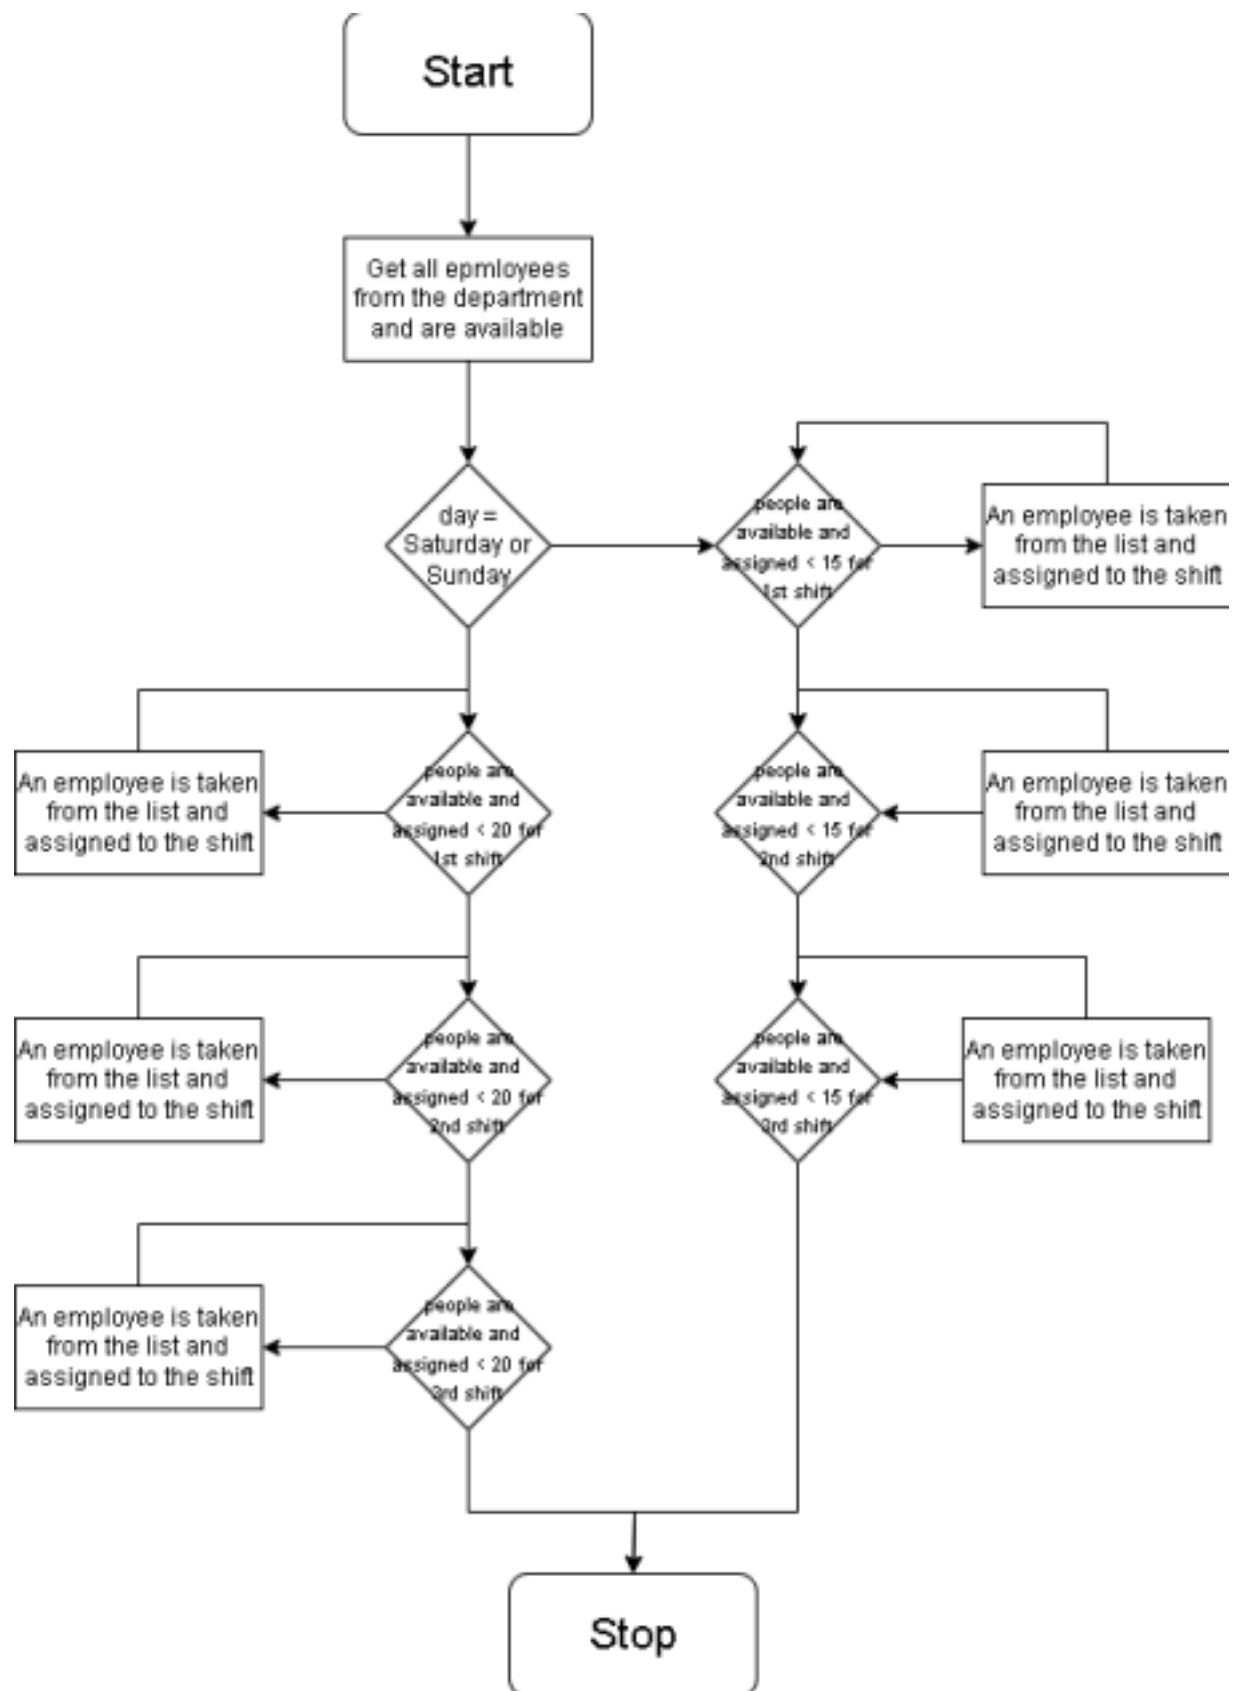 Start
Get all epmloyees
from the department
and are available
day =
Saturday or
Sunday
people are
available and
assigned < 15 for
1st shift
An employee is taken
from the list and
assigned to the shift
people are
available and
assigned < 20 for
1st shift
An employee is taken
from the list and
assigned to the shift
people are
available and
assigned < 15 for
2nd shift
An employee is taken
from the list and
assigned to the shift
people are
available and
assigned < 20 for
2nd shift
An employee is taken
from the list and
assigned to the shift
people are
available and
assigned < 15 for
3rd shift
An employee is taken
from the list and
assigned to the shift
people are
available and
assigned < 20 for
3rd shift
An employee is taken
from the list and
assigned to the shift
Stop